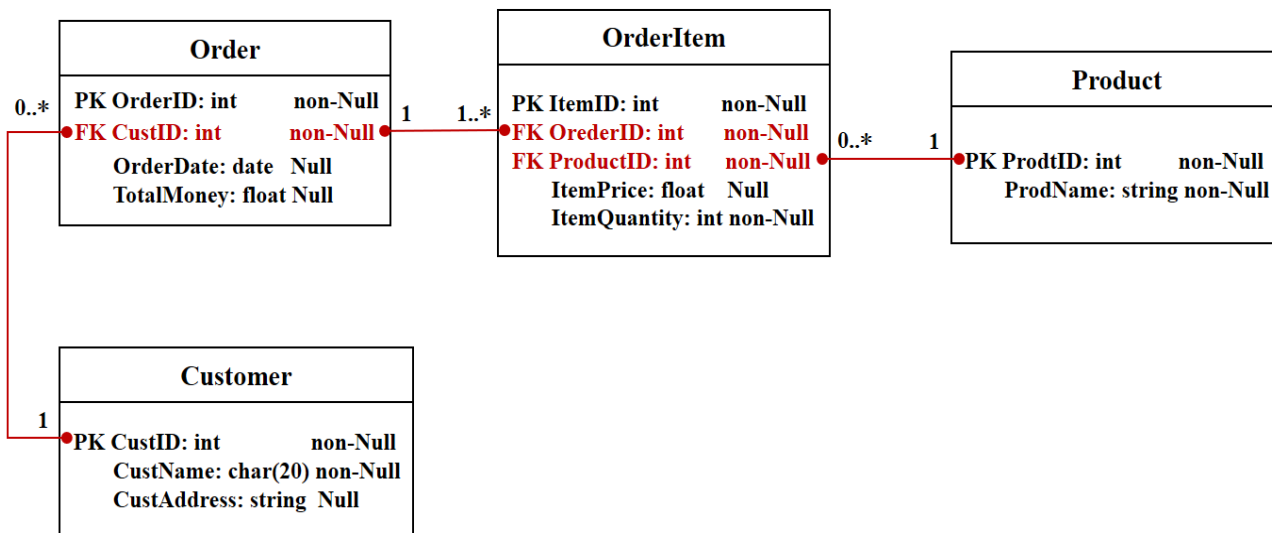 Order
PK OrderID: int non-Null
FK CustID: int non-Null
OrderDate: date Null
TotalMoney: float Null
0..*
1
1..*
OrderItem
PK ItemID: int non-Null
FK OrederID: int non-Null
FK ProductID: int non-Null
ItemPrice: float Null
ItemQuantity: int non-Null
0..*
1
Product
PK ProdtID: int non-Null
ProdName: string non-Null
1
Customer
PK CustID: int non-Null
CustName: char(20) non-Null
CustAddress: string Null